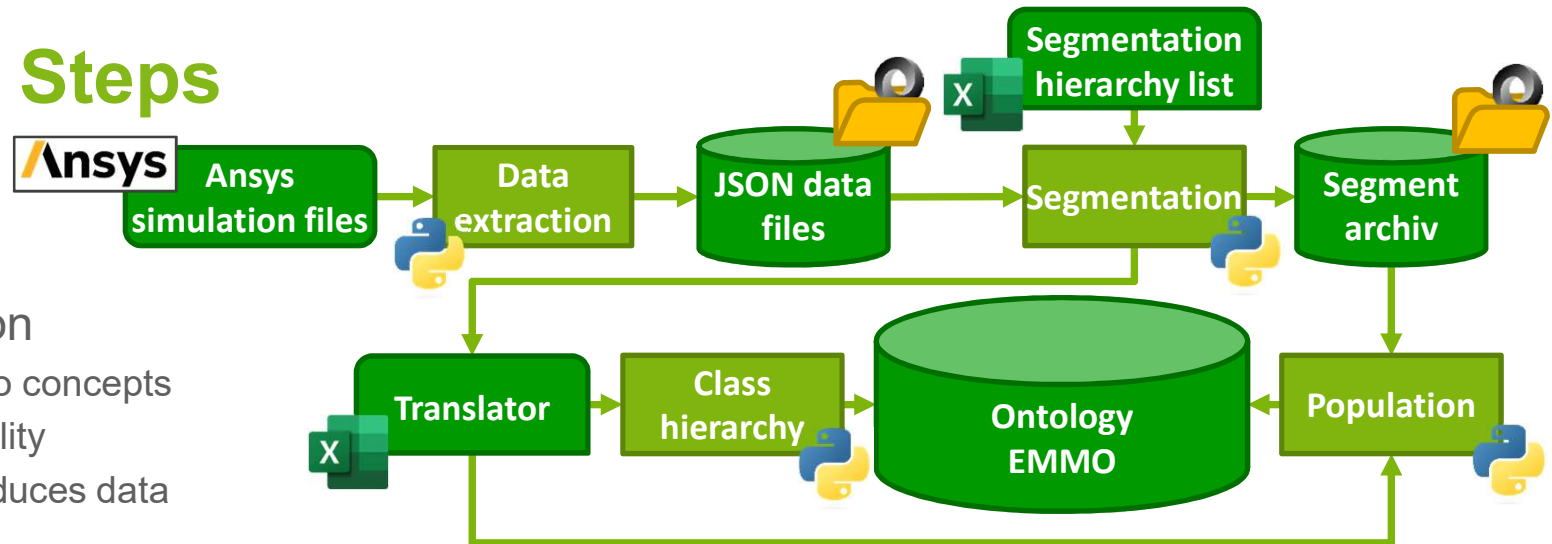 Steps
Ansys
Ansys
simulation files
Data
extraction
JSON data
files
Segmentation
hierarchy list
X
Segmentation
Segment
archiv
on
o concepts
lity
duces data
Translator
X
Class
hierarchy
Ontology
EMMO
Population